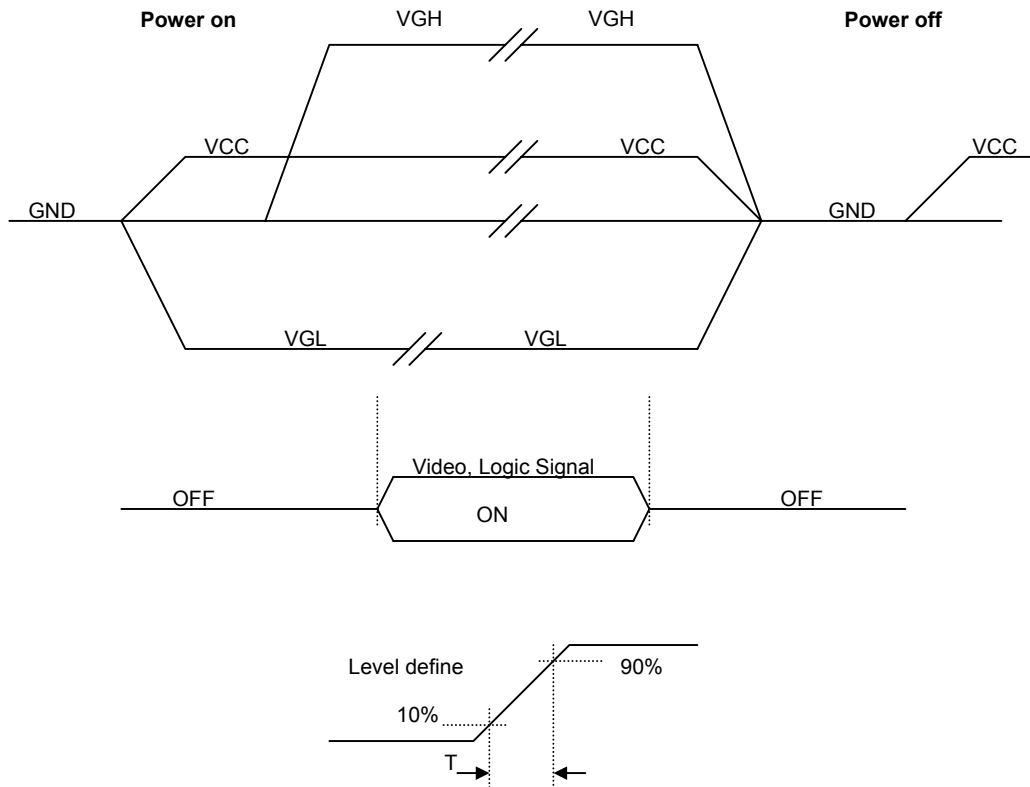 Power on
VGH
VGH
Power off
VCC
VCC
VCC
GND
GND
VGL
VGL
Video, Logic Signal
OFF
ON
OFF
Level define
90%
10%
T